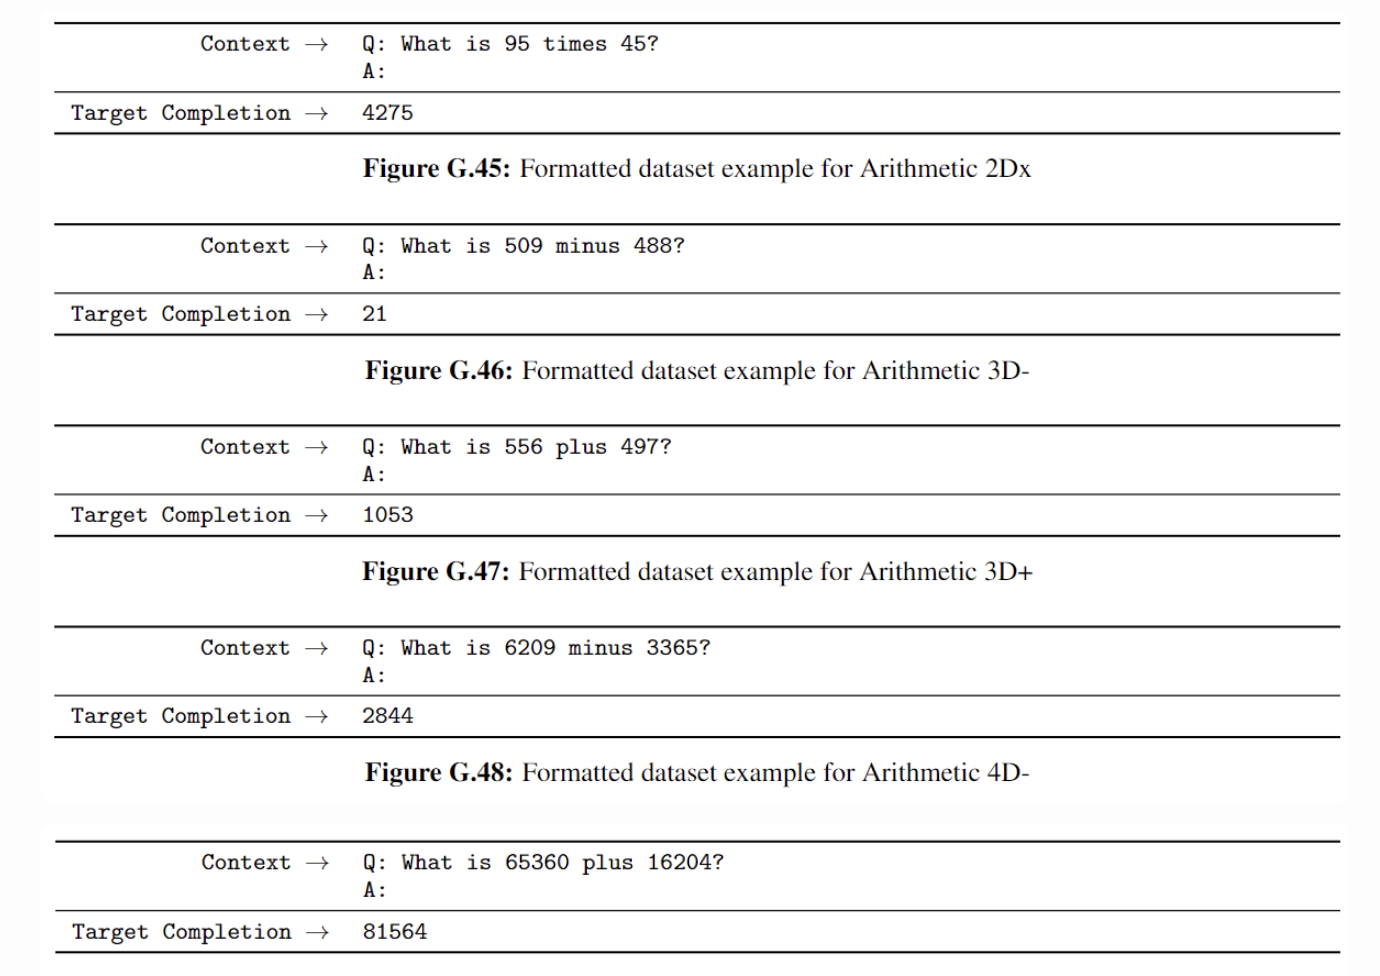 Context → Q: What is 95 times 45?
A:
Target Completion → 4275
Figure G.45: Formatted dataset example for Arithmetic 2Dx
Context → Q: What is 509 minus 488?
A:
Target Completion → 21
Figure G.46: Formatted dataset example for Arithmetic 3D-
Context → Q: What is 556 plus 497?
A:
Target Completion → 1053
Figure G.47: Formatted dataset example for Arithmetic 3D+
Context → Q: What is 6209 minus 3365?
A:
Target Completion → 2844
Figure G.48: Formatted dataset example for Arithmetic 4D-
Context → Q: What is 65360 plus 16204?
A:
Target Completion → 81564